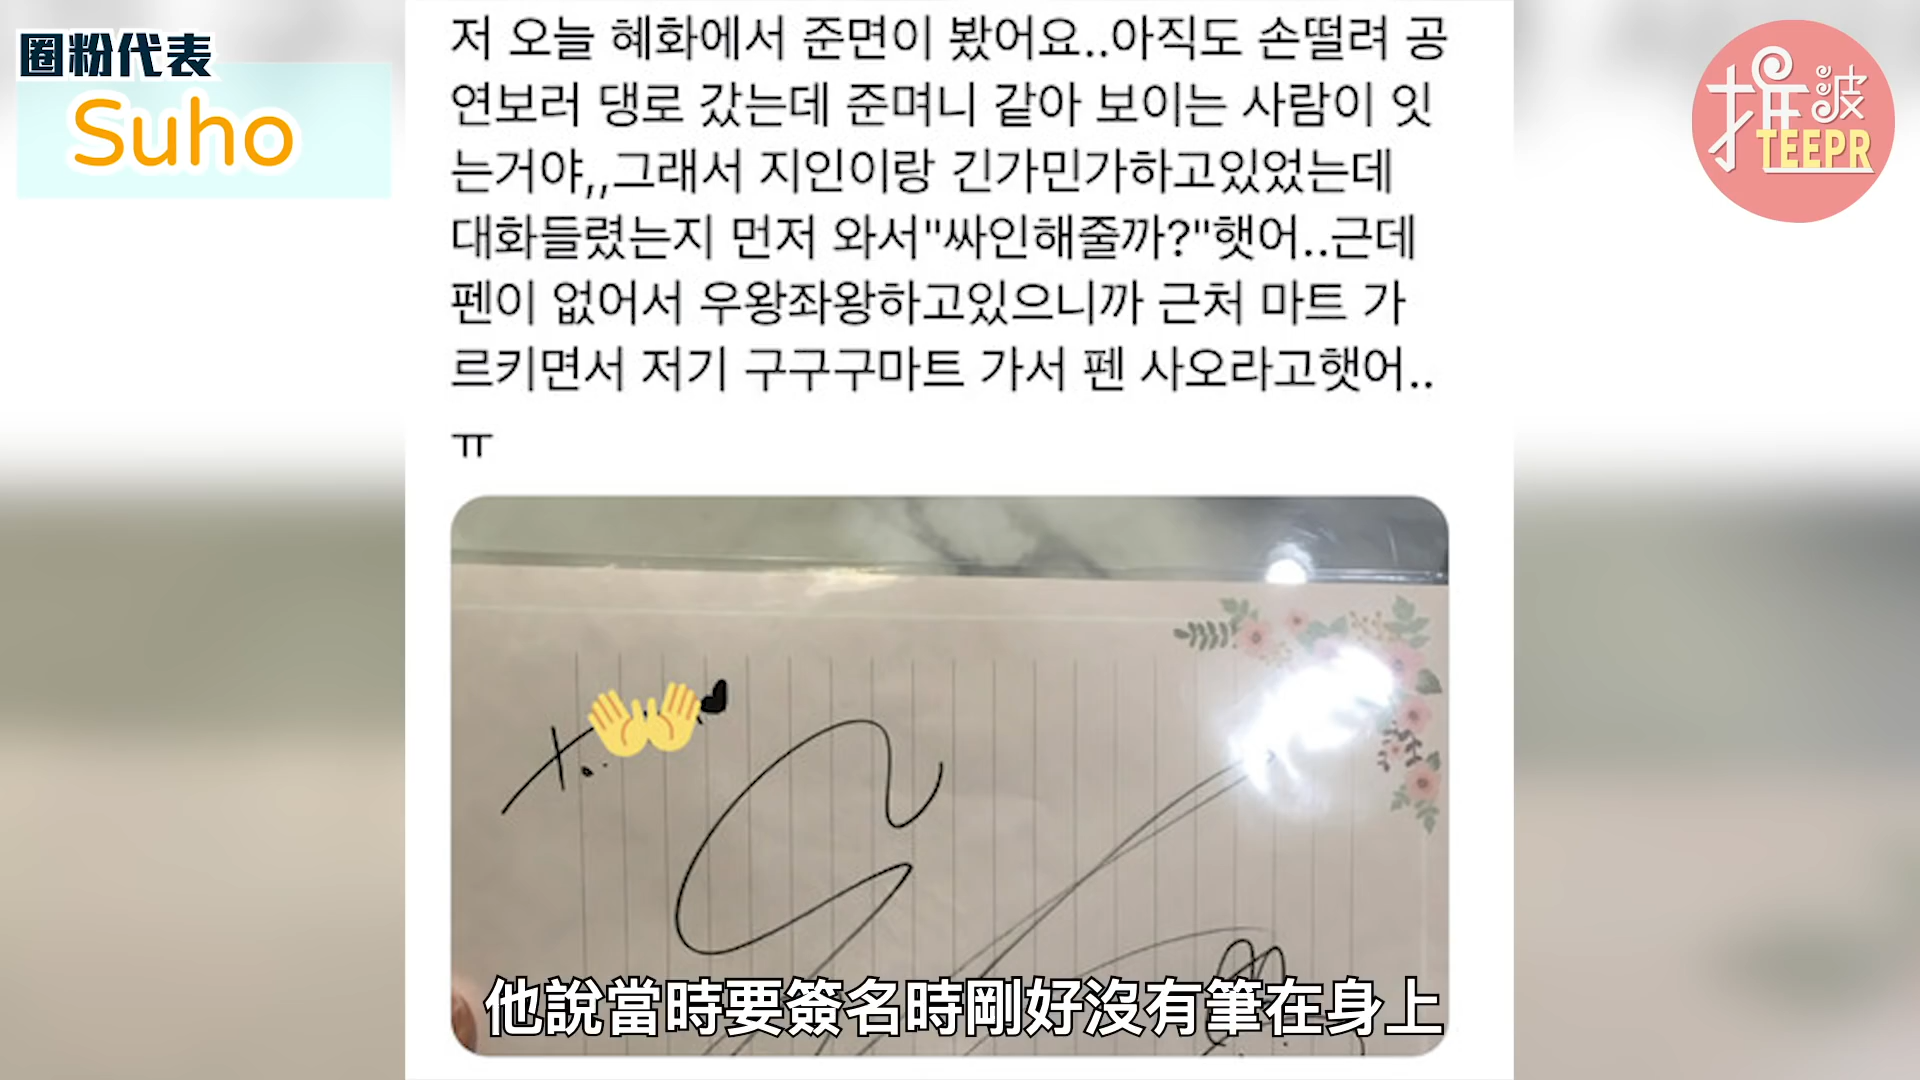 圈粉代表
Suho
推波
TEEPR
저 오늘 혜화에서 준면이 봤어요..아직도 손떨려 공
연보러 댕로 갔는데 준며니 같아 보이는 사람이 잇
는거야,,그래서 지인이랑 긴가민가하고있었는데
대화들렸는지 먼저 와서"싸인해줄까?"햇어..근데
펜이 없어서 우왕좌왕하고있으니까 근처 마트 가
르키면서 저기 구구구마트 가서 펜 사오라고햇어..
ㅠ
To.
他說當時要簽名時剛好沒有筆在身上